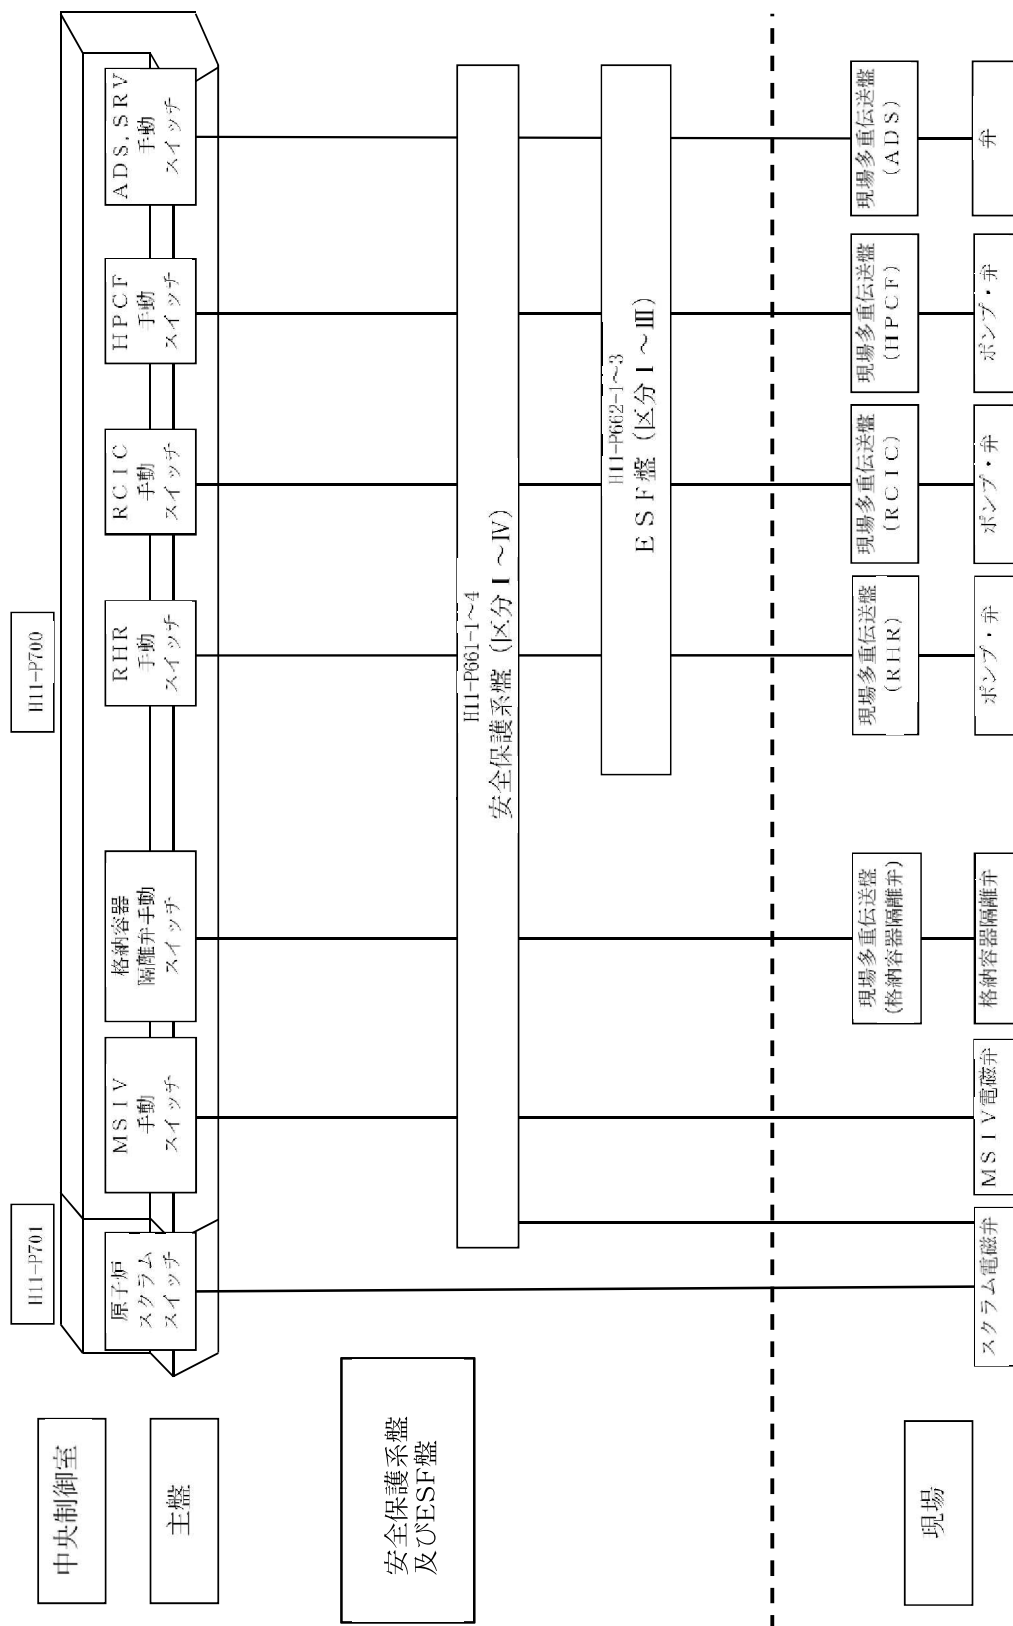 中央制御室
H11-P701
H11-P700
主盤
原子炉
スクラム
スイッチ
ＭＳＩＶ
手動
スイッチ
格納容器
隔離弁手動
スイッチ
ＲＨＲ
手動
スイッチ
ＲＣＩＣ
手動
スイッチ
ＨＰＣＦ
手動
スイッチ
ＡＤＳ,ＳＲＶ
手動
スイッチ
安全保護系盤
及びESF盤
H11-P661-1～4
安全保護系盤（区分Ⅰ～Ⅳ）
H11-P662-1～3
ＥＳＦ盤（区分Ⅰ～Ⅲ）
現場
現場多重伝送盤
(格納容器隔離弁)
現場多重伝送盤
(ＲＨＲ)
現場多重伝送盤
(ＲＣＩＣ)
現場多重伝送盤
(ＨＰＣＦ)
現場多重伝送盤
(ＡＤＳ)
スクラム電磁弁
ＭＳＩＶ電磁弁
格納容器隔離弁
ポンプ・弁
ポンプ・弁
ポンプ・弁
弁